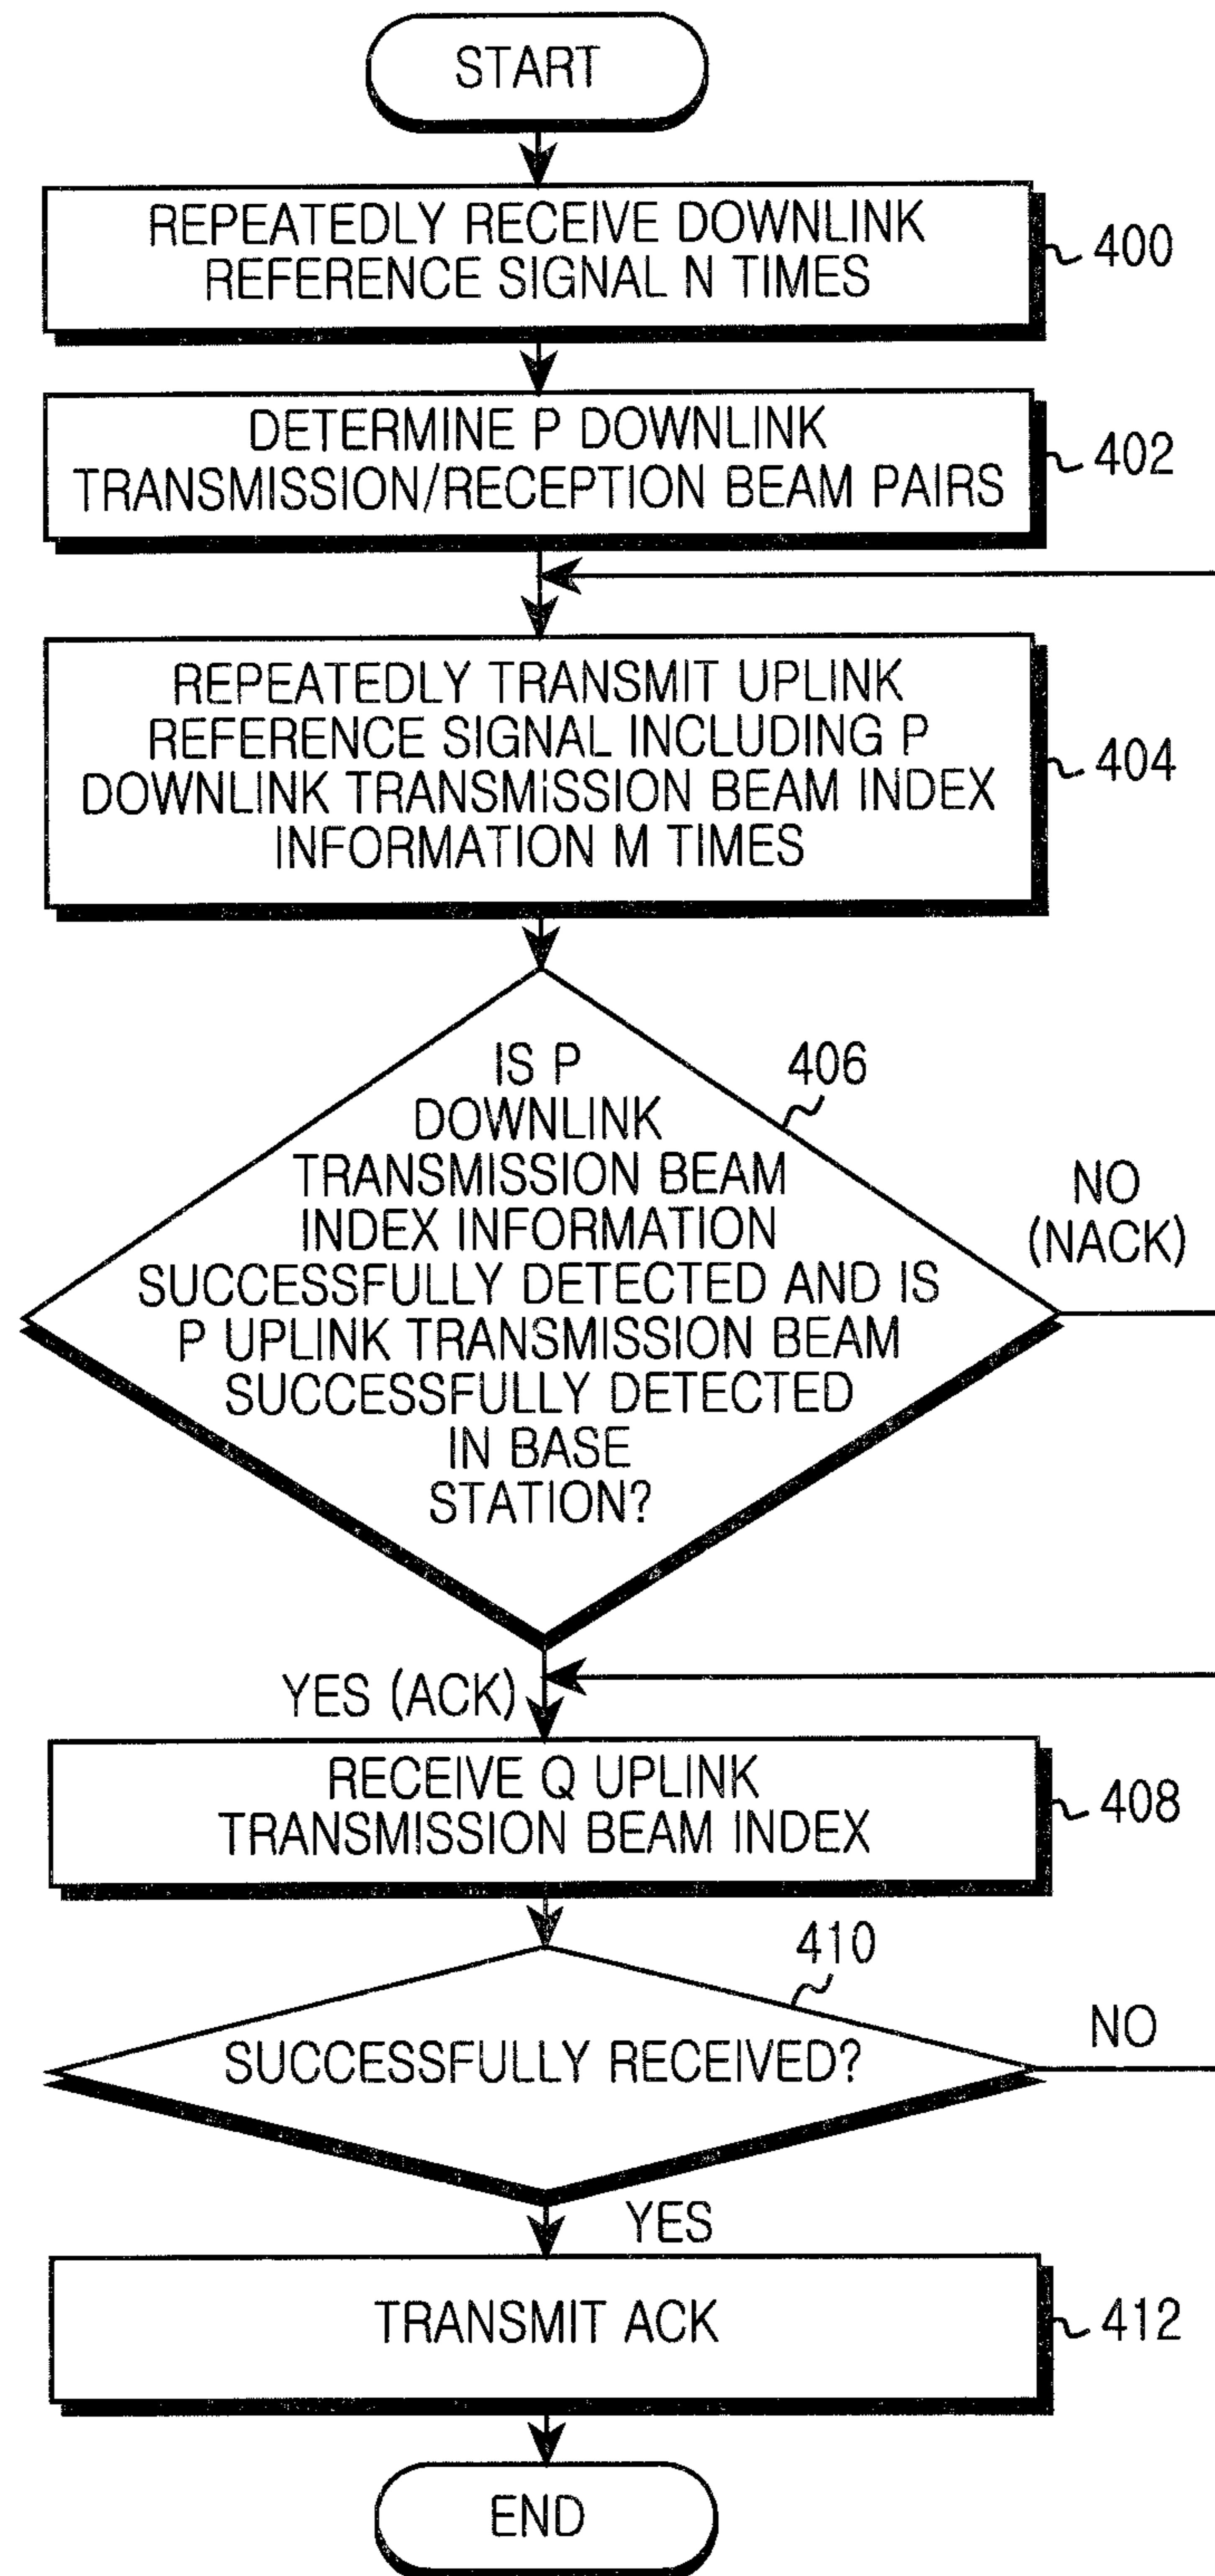 START
REPEATEDLY RECEIVE DOWNLINK
REFERENCE SIGNAL N TIMES
400
DETERMINE P DOWNLINK
TRANSMISSION/RECEPTION BEAM PAIRS
402
REPEATEDLY TRANSMIT UPLINK
REFERENCE SIGNAL INCLUDING P
DOWNLINK TRANSMISSION BEAM INDEX
INFORMATION M TIMES
404
IS P
DOWNLINK
TRANSMISSION BEAM
INDEX INFORMATION
SUCCESSFULLY DETECTED AND IS
P UPLINK TRANSMISSION BEAM
SUCCESSFULLY DETECTED
IN BASE
STATION?
406
NO
(NACK)
YES (ACK)
RECEIVE Q UPLINK
TRANSMISSION BEAM INDEX
408
410
SUCCESSFULLY RECEIVED?
NO
YES
TRANSMIT ACK
412
END